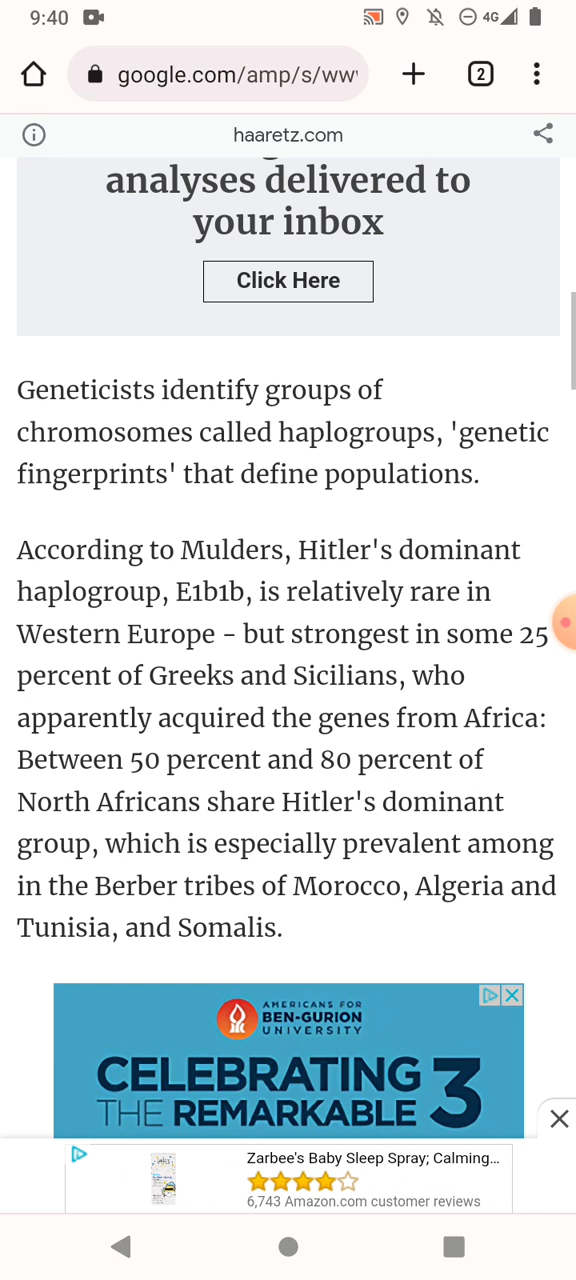 9:40
4G
google.com/amp/s/ww
2
haaretz.com
analyses delivered to
your inbox
Click Here
Geneticists identify groups of
chromosomes called haplogroups, 'genetic
fingerprints' that define populations.
According to Mulders, Hitler's dominant
haplogroup, E1b1b, is relatively rare in
Western Europe - but strongest in some 25
percent of Greeks and Sicilians, who
apparently acquired the genes from Africa:
Between 50 percent and 80 percent of
North Africans share Hitler's dominant
group, which is especially prevalent among
in the Berber tribes of Morocco, Algeria and
Tunisia, and Somalis.
AMERICANS FOR
BEN-GURION
UNIVERSITY
CELEBRATING
THE REMARKABLE 3
Zarbee's Baby Sleep Spray; Calming...
6,743 Amazon.com customer reviews